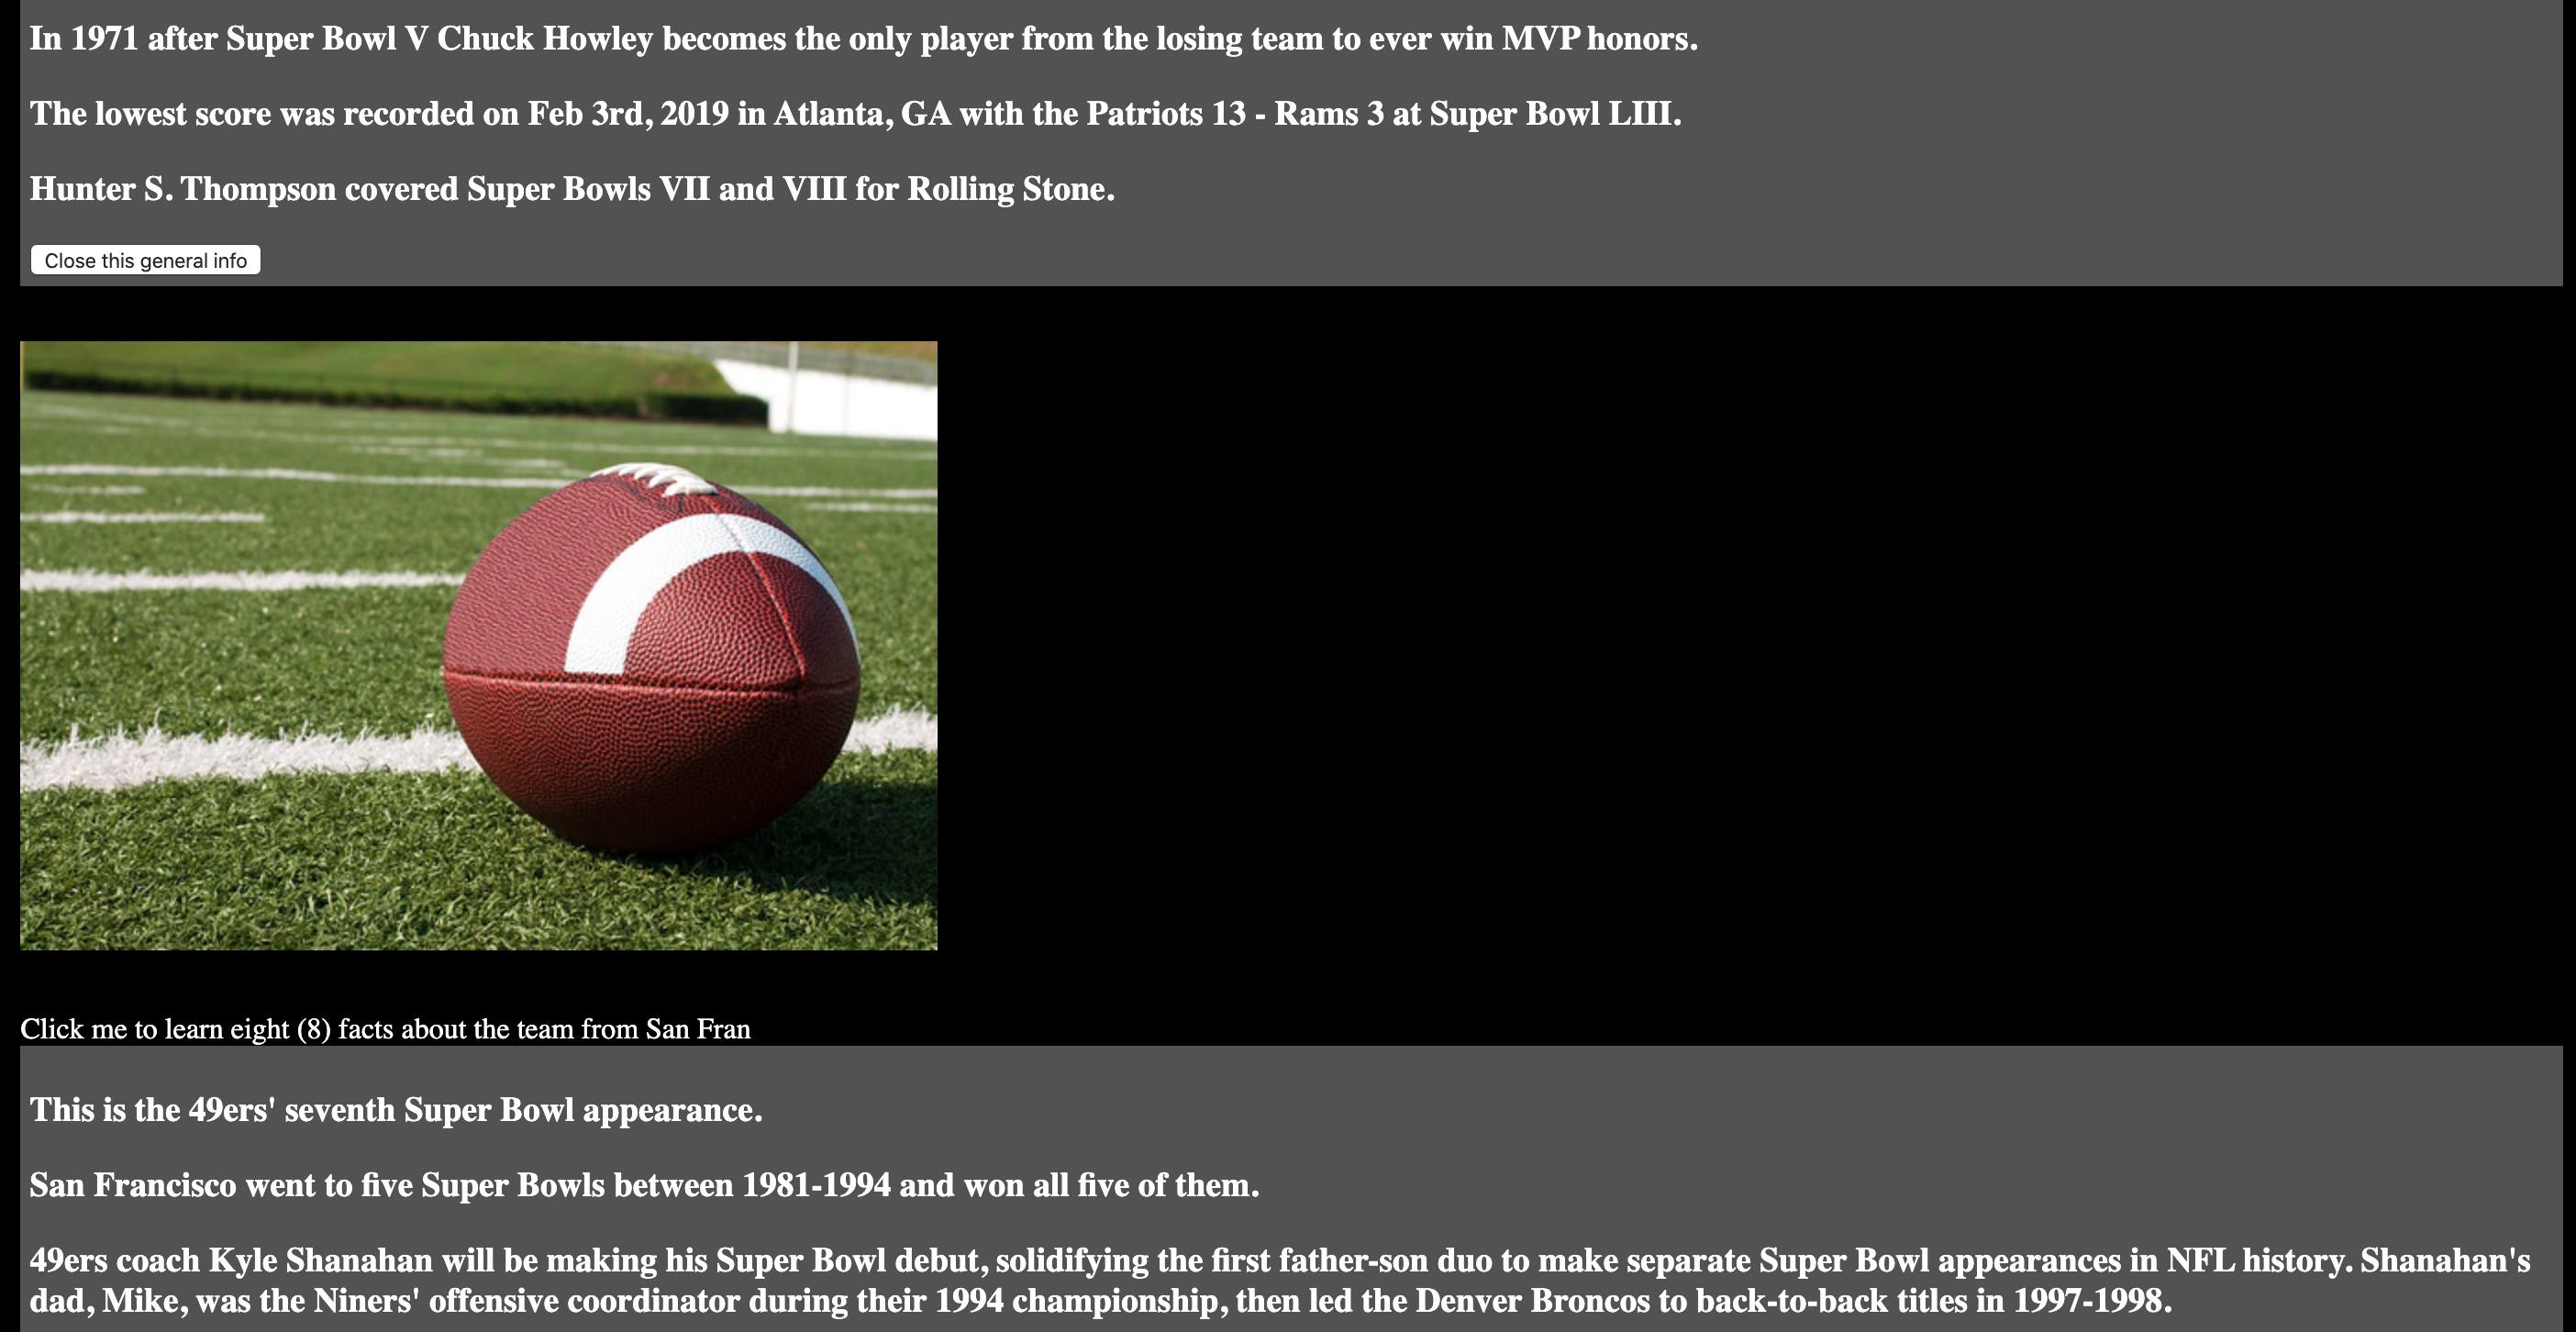 In 1971 after Super Bowl V Chuck Howley becomes the only player from the losing team to ever win MVP honors.
The lowest score was recorded on Feb 3rd, 2019 in Atlanta, GA with the Patriots 13 - Rams 3 at Super Bowl LIII.
Hunter S. Thompson covered Super Bowls VII and VIII for Rolling Stone.
Close this general info
Click me to learn eight (8) facts about the team from San Fran
This is the 49ers' seventh Super Bowl appearance.
San Francisco went to five Super Bowls between 1981-1994 and won all five of them.
49ers coach Kyle Shanahan will be making his Super Bowl debut, solidifying the first father-son duo to make separate Super Bowl appearances in NFL history. Shanahan's
dad, Mike, was the Niners' offensive coordinator during their 1994 championship, then led the Denver Broncos to back-to-back titles in 1997-1998.